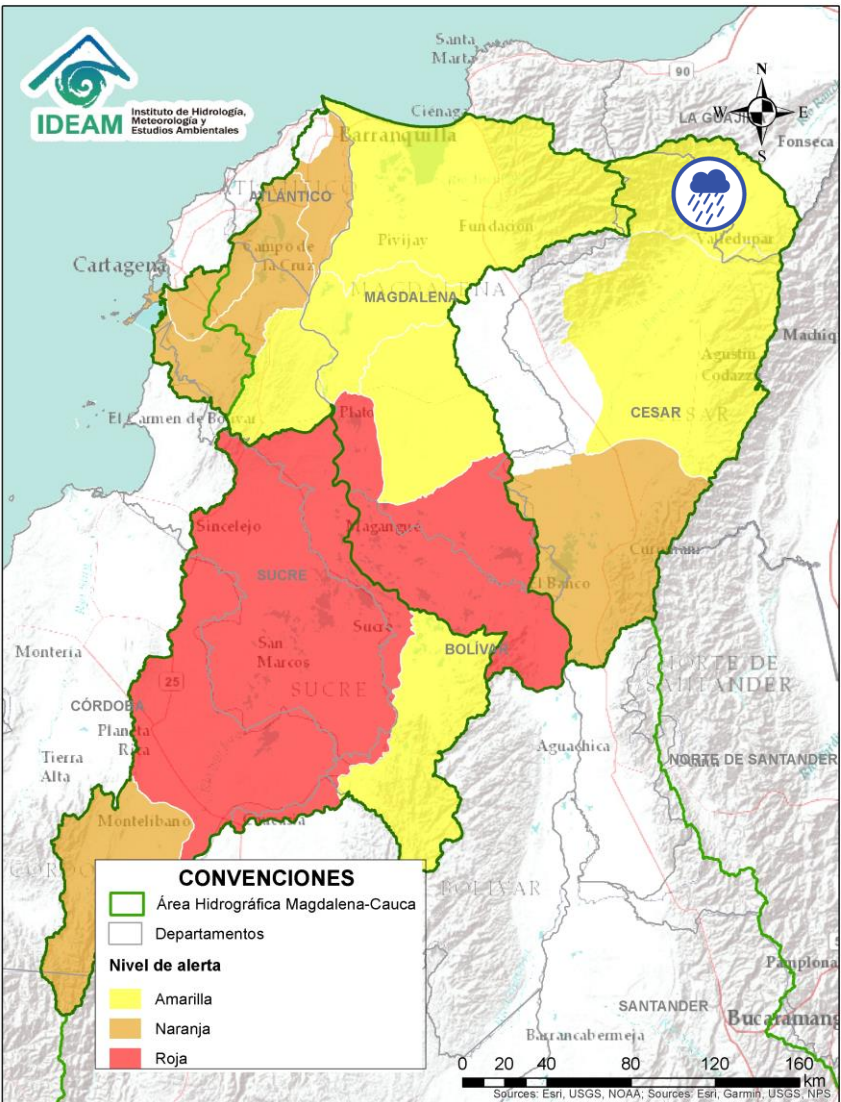 IDEAM
Instituto de Hidrología,
Meteorología y
Estudios Ambientales
Santa
Marta
90
N
W
E
S
LA GUAJIRA
Fonseca
Ciénaga
Barranquilla
ATLÁNTICO
Fundación
Pivijay
Valledupar
Campo de
la Cruz
Cartagena
MAGDALENA
MAGDALENA
Agustín
Codazzi
CESAR
El Carmen de Bolívar
Plato
Sincelejo
Magangué
SUCRE
El Banco
Sucre
San
Marcos
SUCRE
BOLÍVAR
Montería
25
CÓRDOBA
Planeta
Rica
Tierra
Alta
NORTE DE
SANTANDER
Aguachica
NORTE DE SANTANDER
Montelibano
BOLÍVAR
CONVENCIONES
Área Hidrográfica Magdalena-Cauca
Departamentos
Nivel de alerta
Amarilla
Naranja
Roja
Pamplona
SANTANDER
Bucaramang
Barrancabermeja
0 20 40 80 120 160
km
Sources: Esri, USGS, NOAA; Sources: Esri, Garmin, USGS, NPS